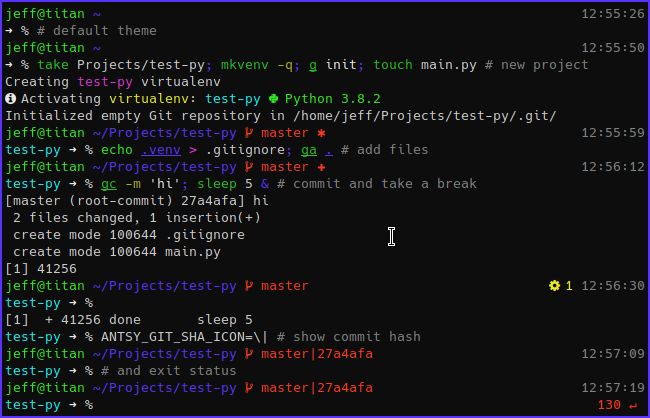 jeff@titan ~ 12:55:26
➜ % # default theme
jeff@titan ~ 12:55:50
➜ % take Projects/test-py; mkvenv -q; g init; touch main.py # new project
Creating test-py virtualenv
Activating virtualenv: test-py Python 3.8.2
Initialized empty Git repository in /home/jeff/Projects/test-py/.git/
jeff@titan ~/Projects/test-py master ✱ 12:55:59
test-py ➜ % echo .venv > .gitignore; ga . # add files
jeff@titan ~/Projects/test-py master ✚ 12:56:12
test-py ➜ % gc -m 'hi'; sleep 5 & # commit and take a break
[master (root-commit) 27a4afa] hi
2 files changed, 1 insertion(+)
create mode 100644 .gitignore
create mode 100644 main.py
[1] 41256
jeff@titan ~/Projects/test-py master 1 12:56:30
test-py ➜ %
[1] + 41256 done sleep 5
test-py ➜ % ANTSY_GIT_SHA_ICON=\| # show commit hash
jeff@titan ~/Projects/test-py master|27a4afa 12:57:09
test-py ➜ % # and exit status
jeff@titan ~/Projects/test-py master|27a4afa 12:57:19
test-py ➜ % 130 ↵